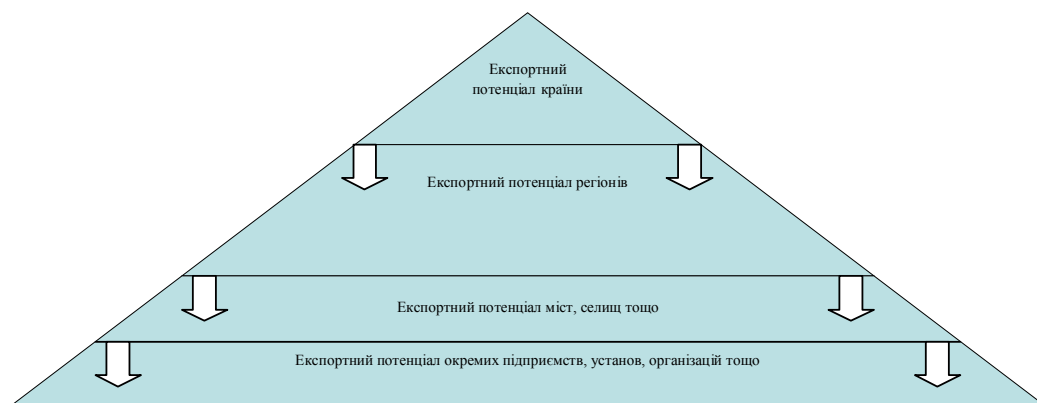 Експортний
потенціал країни
Експортний потенціал регіонів
Експортний потенціал міст, селищ тощо
Експортний потенціал окремих підприємств, установ, організацій тощо